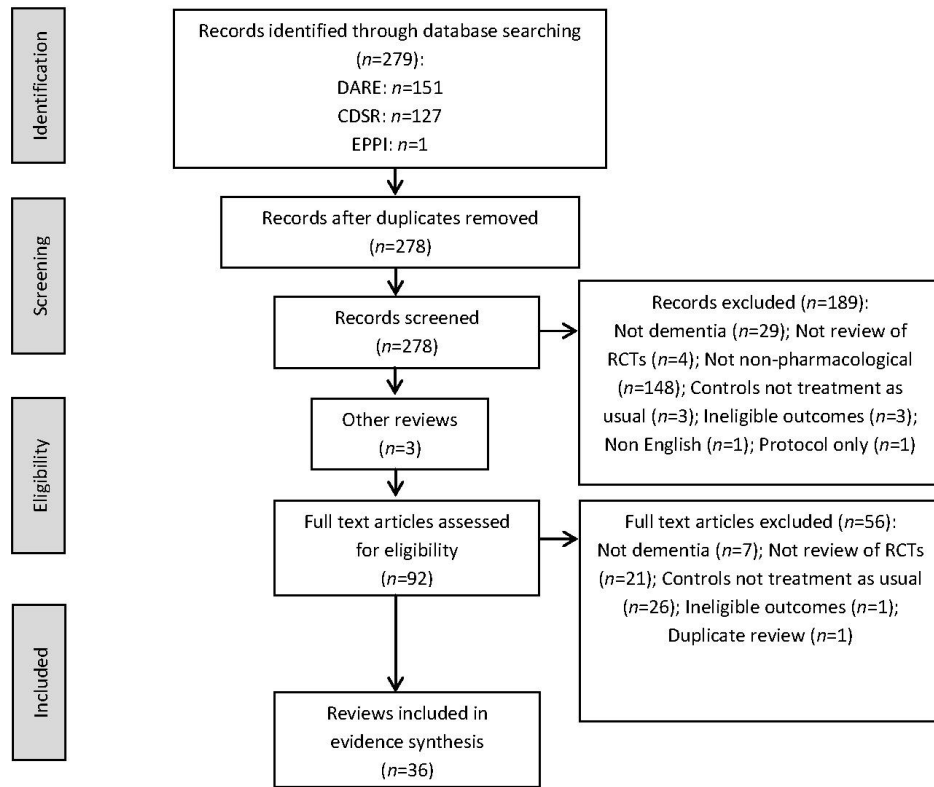 Identification
Records identified through database searching
(n=279):
DARE: n=151
CDSR: n=127
EPPI: n=1
Screening
Records after duplicates removed
(n=278)
Records screened
(n=278)
Records excluded (n=189):
Not dementia (n=29); Not review of
RCTs (n=4); Not non-pharmacological
(n=148); Controls not treatment as
usual (n=3); Ineligible outcomes (n=3);
Non English (n=1); Protocol only (n=1)
Eligibility
Other reviews
(n=3)
Full text articles assessed
for eligibility
(n=92)
Full text articles excluded (n=56):
Not dementia (n=7); Not review of RCTs
(n=21); Controls not treatment as usual
(n=26); Ineligible outcomes (n=1);
Duplicate review (n=1)
Included
Reviews included in
evidence synthesis
(n=36)